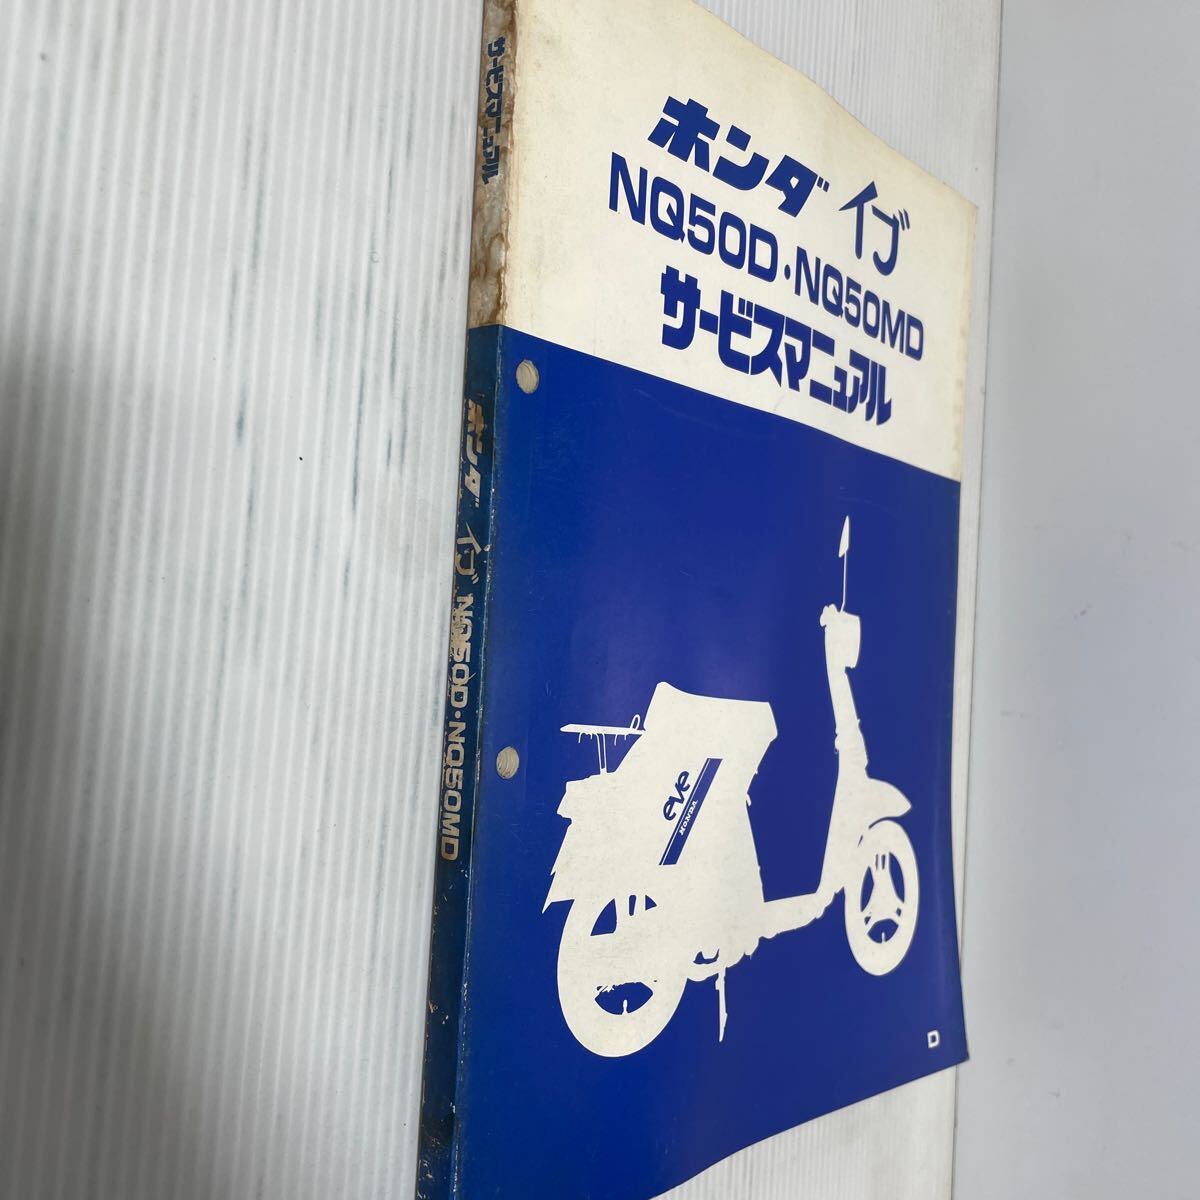 ホンダ イブ
NQ50D・NQ50MD
サービスマニュアル
eve
HONDA
D
サービスマニュアル
ホンダ イブ NQ50D・NQ50MD